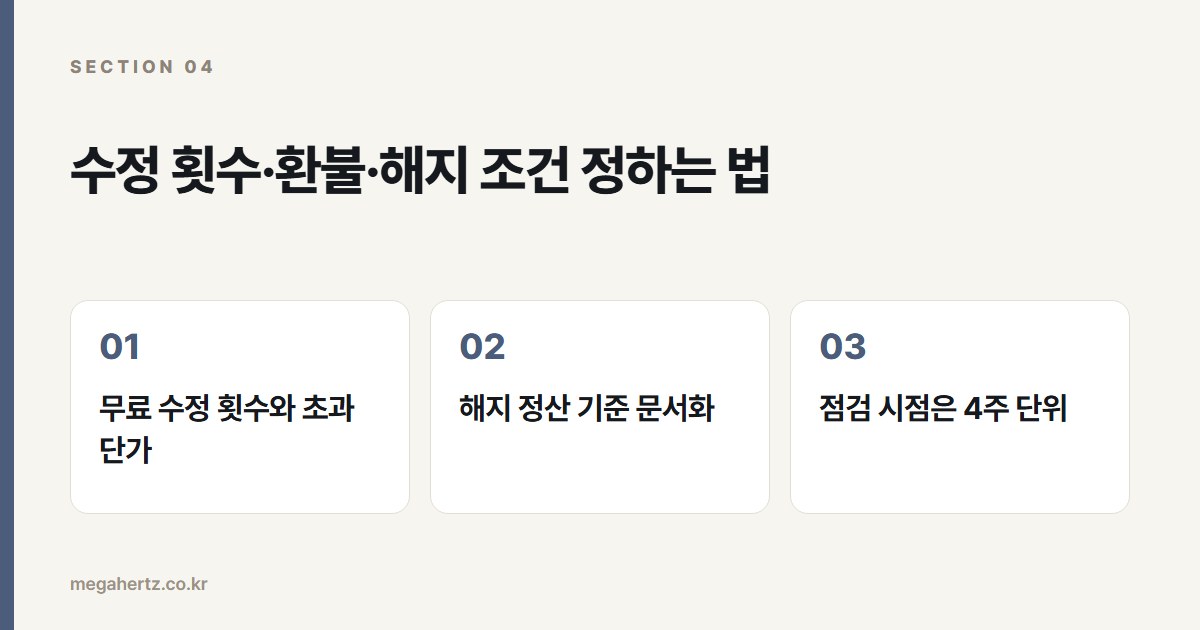 SECTION 04
수정 횟수·환불·해지 조건 정하는 법
01
무료 수정 횟수와 초과
단가
02
해지 정산 기준 문서화
03
점검 시점은 4주 단위
megahertz.co.kr